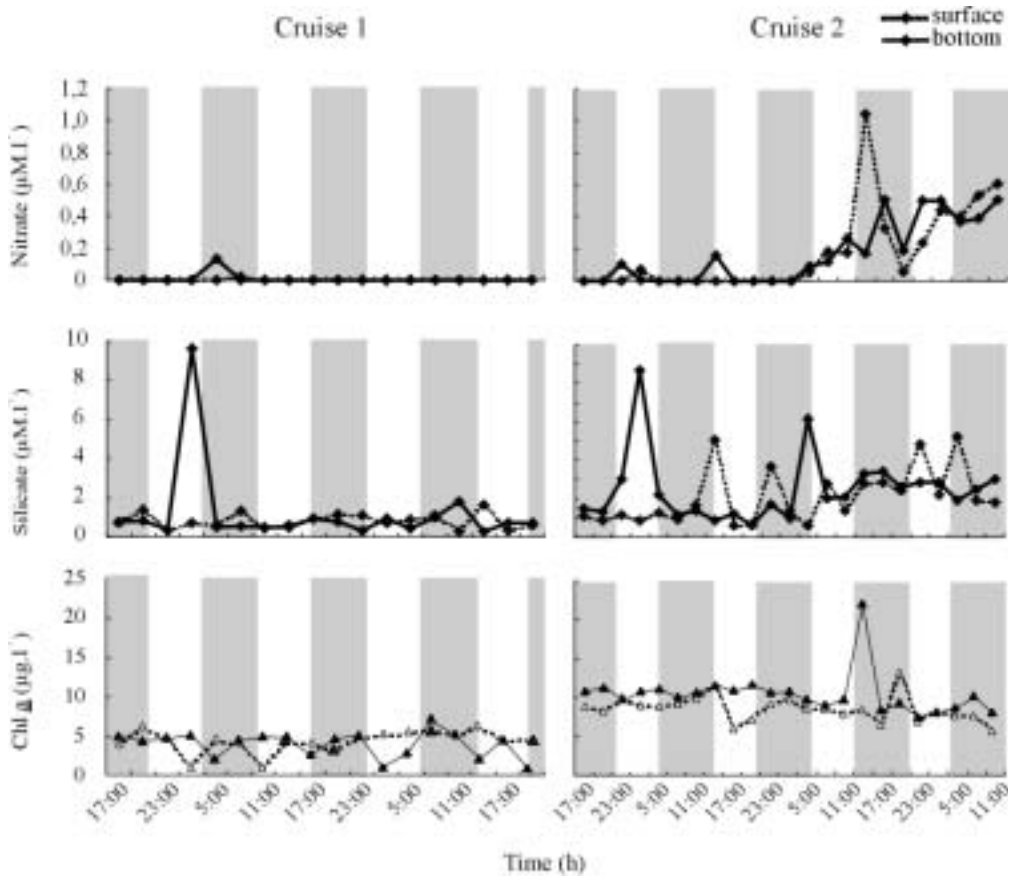 Cruise 1
Cruise 2
surface
bottom
Nitrate (µM.l⁻)
1,2
1,0
0,8
0,6
0,4
0,2
0
Silicate (µM.l⁻)
10
8
6
4
2
0
Chl a (µg.l⁻)
25
20
15
10
5
0
17:00 23:00 5:00 11:00 17:00 23:00 5:00 11:00 17:00
17:00 23:00 5:00 11:00 17:00 23:00 5:00 11:00 17:00 23:00 5:00 11:00
Time (h)